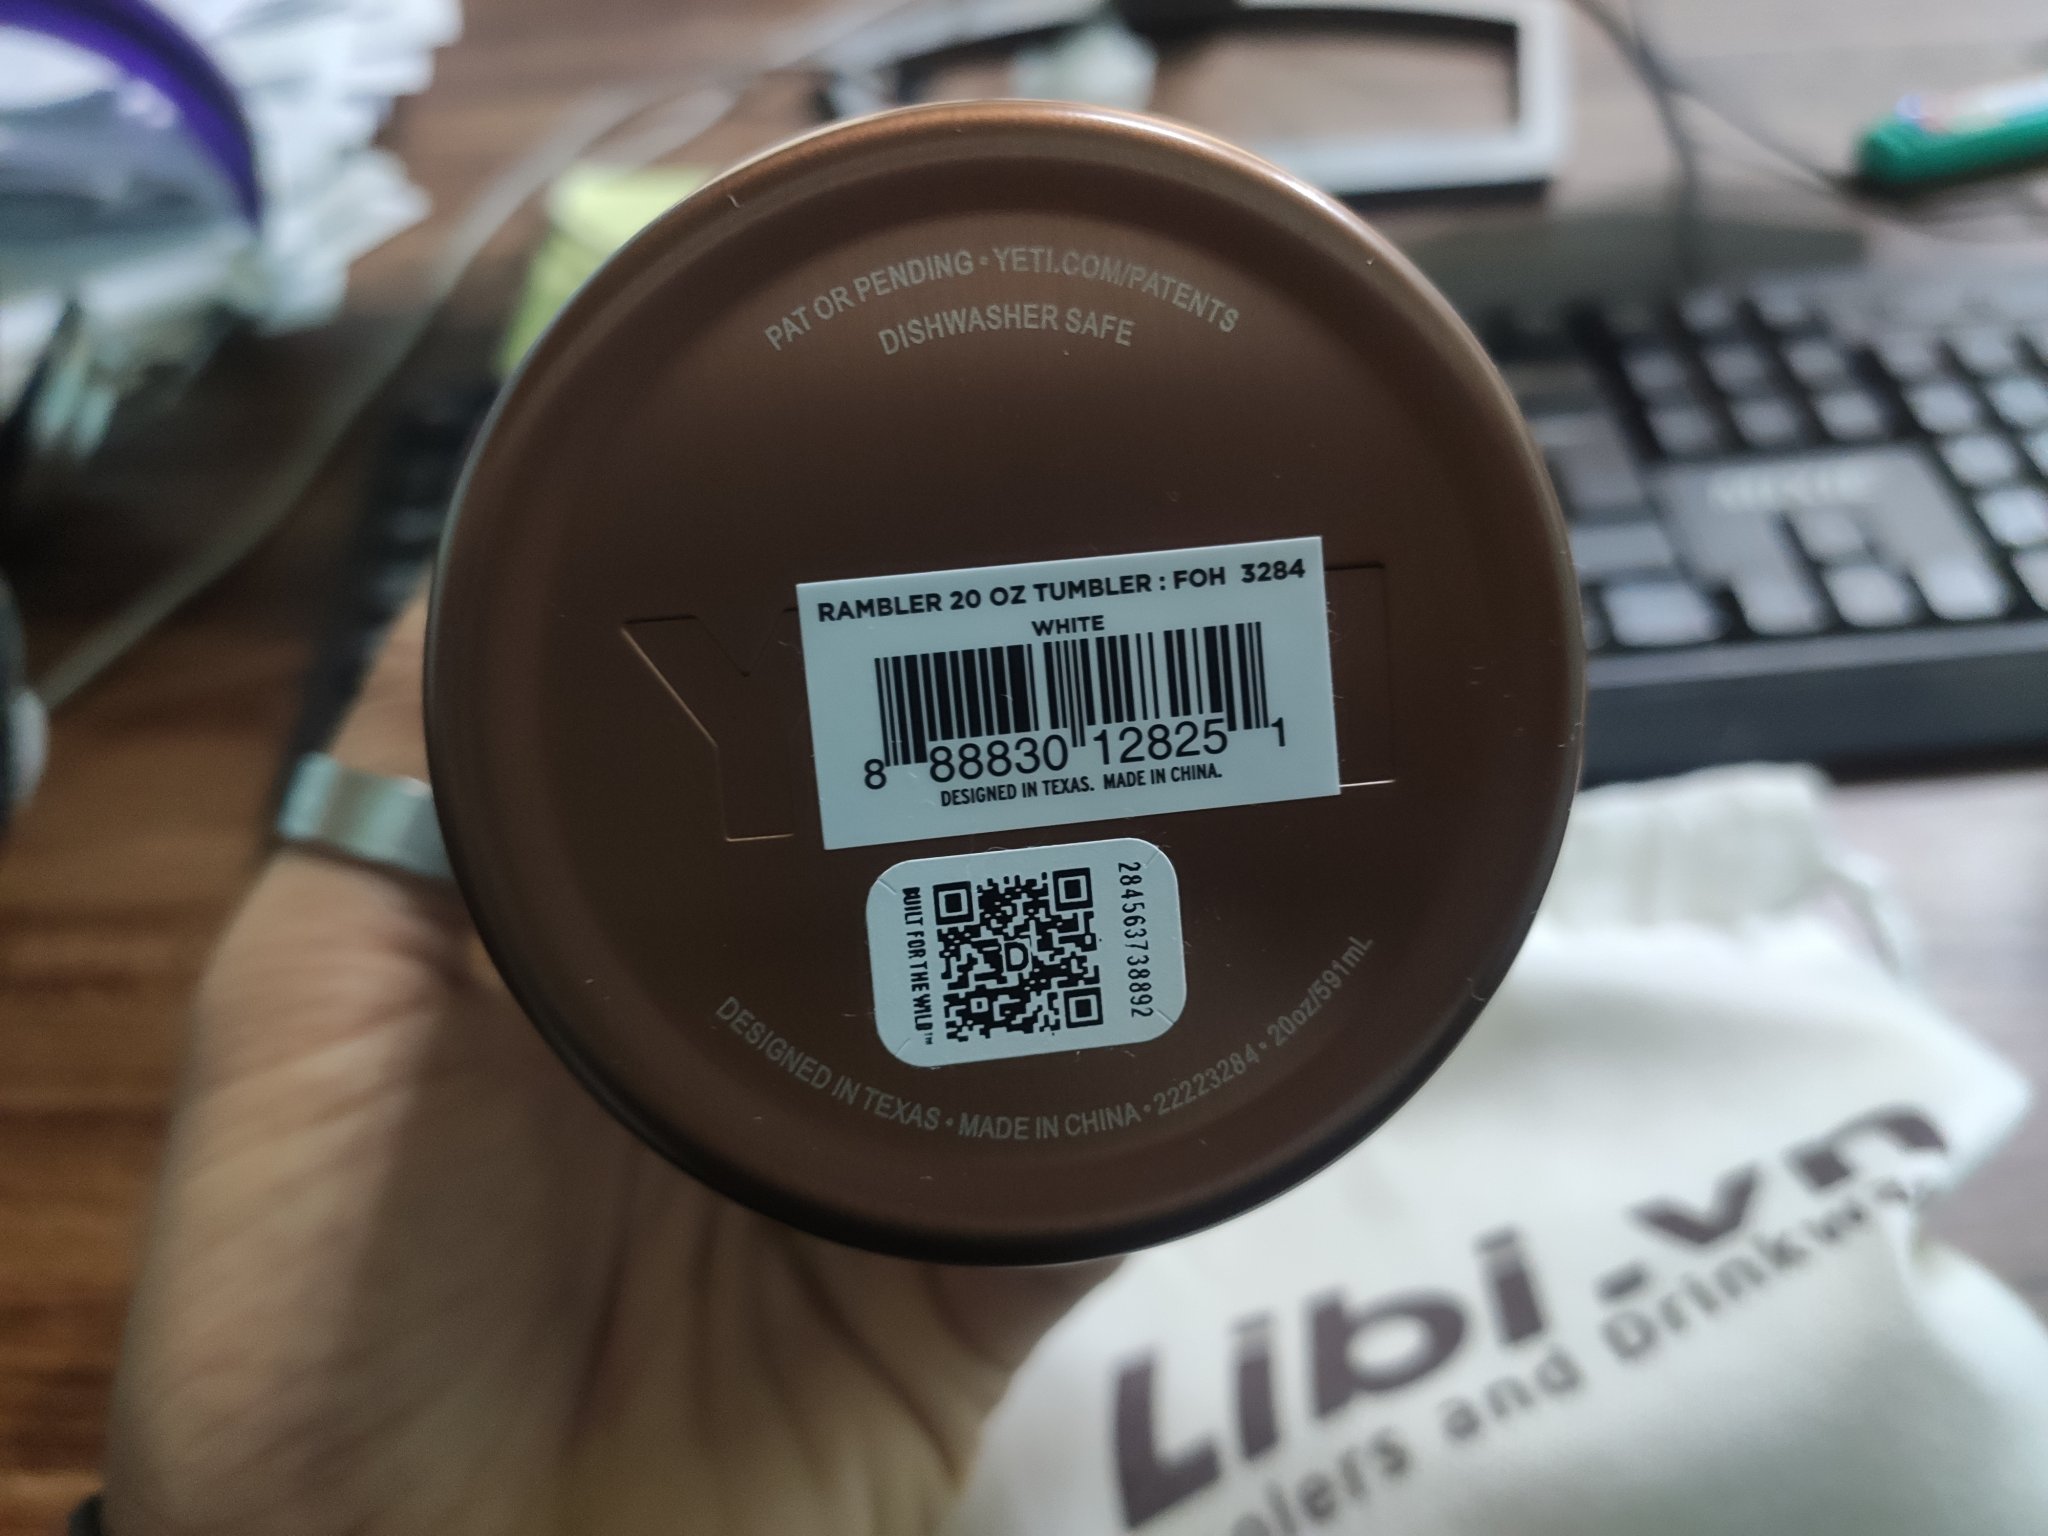 PAT OR PENDING • YETI.COM/PATENTS
DISHWASHER SAFE
RAMBLER 20 OZ TUMBLER : FOH 3284
WHITE
8 88830 12825 1
DESIGNED IN TEXAS. MADE IN CHINA.
BUILT FOR THE WILD™
284563738892
DESIGNED IN TEXAS • MADE IN CHINA • 22223284 • 20oz/591mL
Y
Libi.vn
and